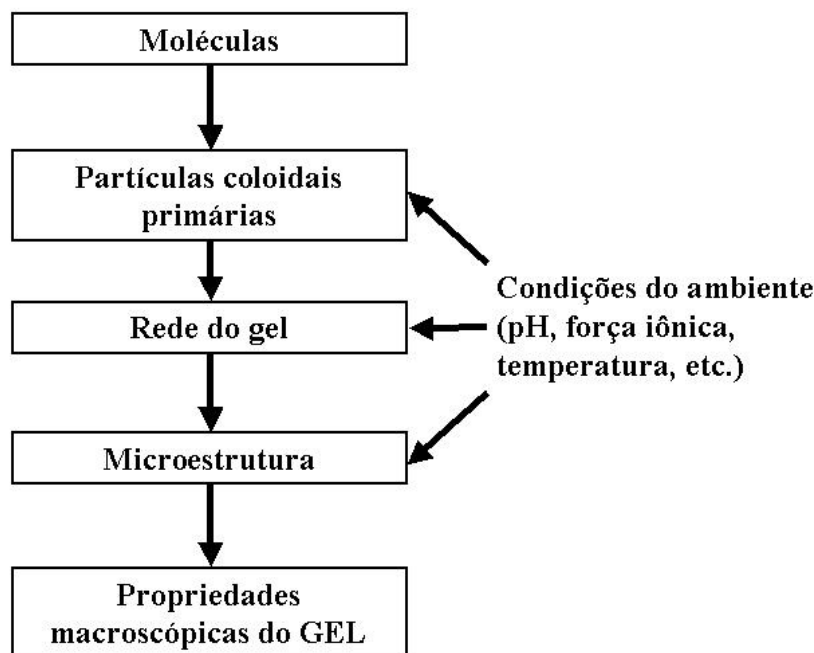 Moléculas
Partículas coloidais
primárias
Rede do gel
Microestrutura
Propriedades
macroscópicas do GEL
Condições do ambiente
(pH, força iônica,
temperatura, etc.)